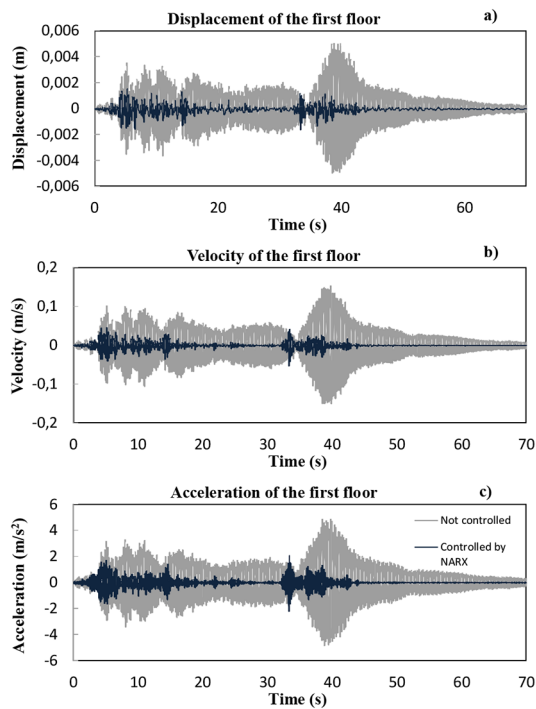 Displacement of the first floor
a)
0,006
0,004
0,002
0
-0,002
-0,004
-0,006
Displacement (m)
0 20 40 60
Time (s)
Velocity of the first floor
b)
0,2
0,1
0
-0,1
-0,2
Velocity (m/s)
0 10 20 30 40 50 60 70
Time (s)
Acceleration of the first floor
c)
6
4
2
0
-2
-4
-6
Acceleration (m/s²)
Not controlled
Controlled by
NARX
0 10 20 30 40 50 60 70
Time (s)